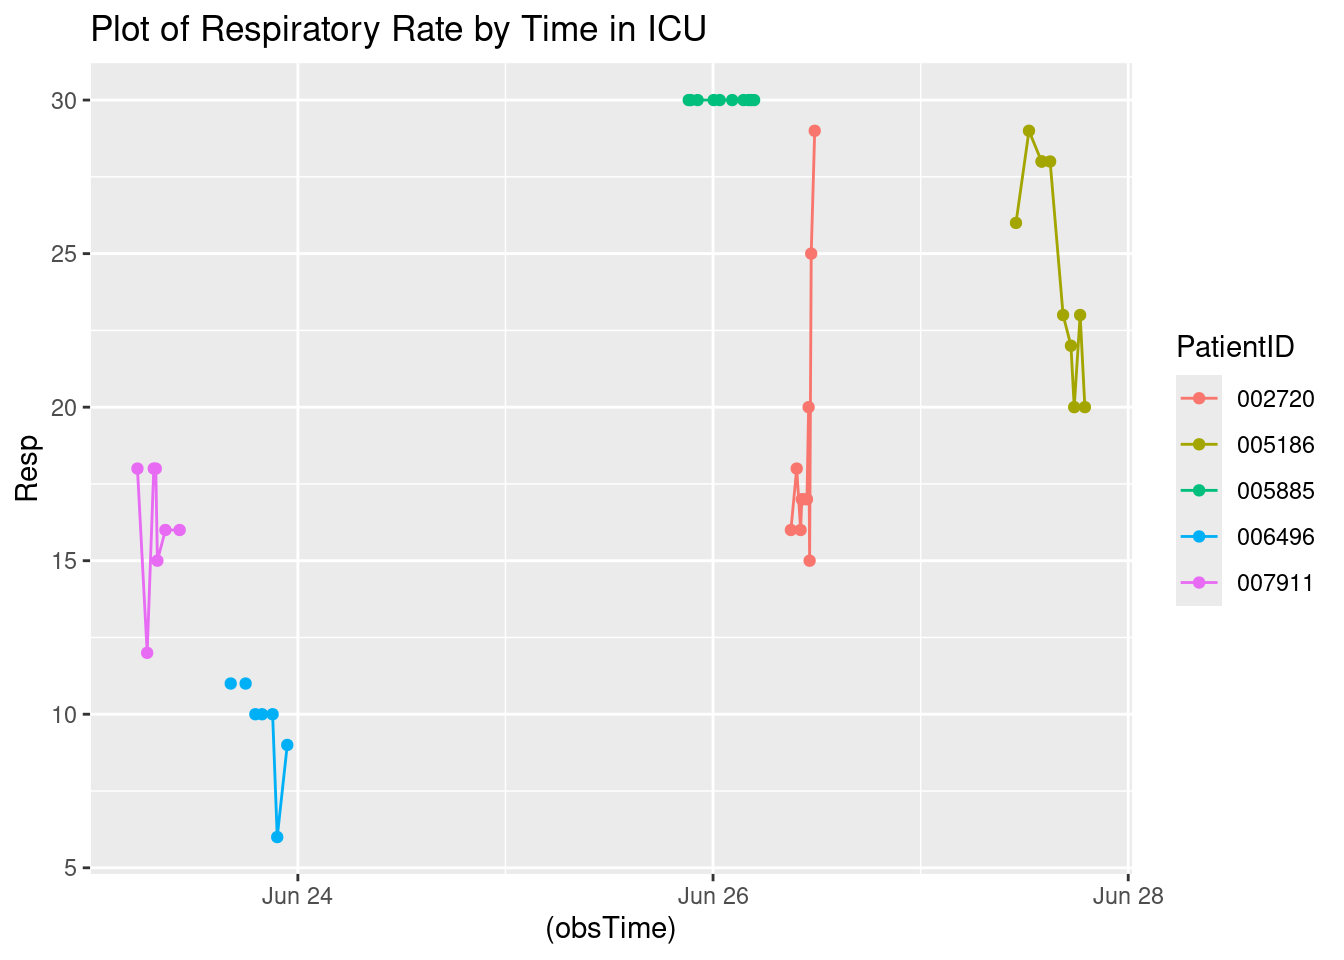 Plot of Respiratory Rate by Time in ICU
30
25
20
15
10
5
Resp
Jun 24
Jun 26
Jun 28
(obsTime)
PatientID
002720
005186
005885
006496
007911